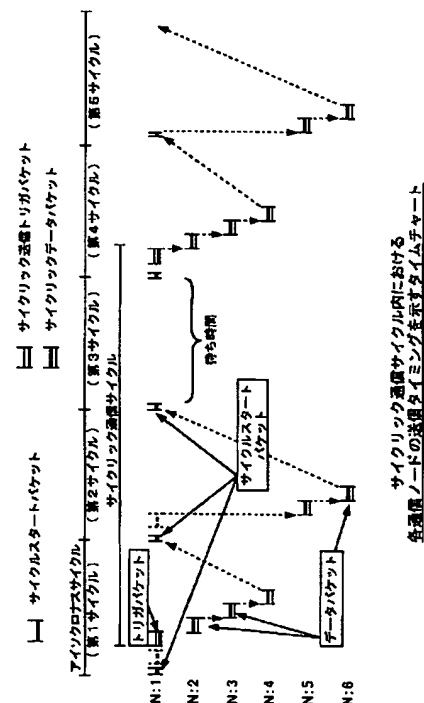 サイクルスタートパケット
サイクリック送信トリガパケット
サイクリックデータパケット
アイソクロナスサイクル
(第1サイクル)
(第2サイクル)
(第3サイクル)
(第4サイクル)
(第5サイクル)
サイクリック通信サイクル
トリガパケット
待ち時間
サイクルスタート
パケット
データパケット
N:1
N:2
N:3
N:4
N:5
N:6
サイクリック通信サイクル内における
各通信ノードの送信タイミングを示すタイムチャート